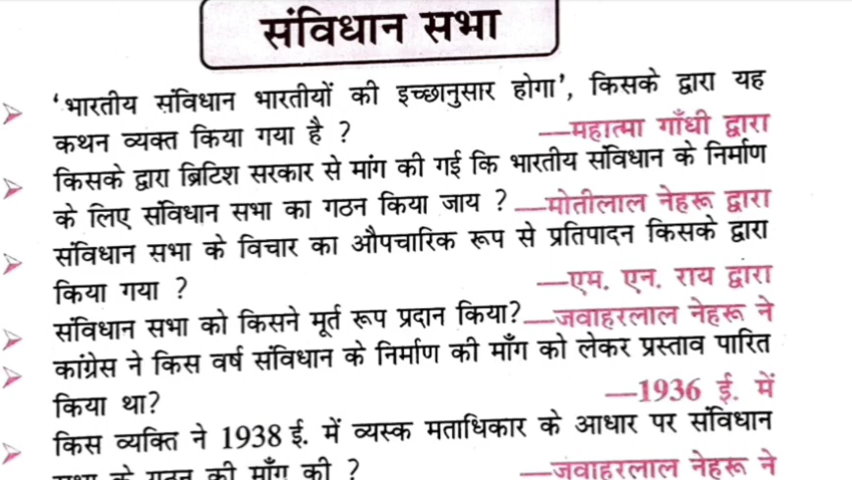 संविधान सभा
‘भारतीय संविधान भारतीयों की इच्छानुसार होगा’, किसके द्वारा यह
कथन व्यक्त किया गया है ? —महात्मा गाँधी द्वारा
किसके द्वारा ब्रिटिश सरकार से मांग की गई कि भारतीय संविधान के निर्माण
के लिए संविधान सभा का गठन किया जाय ? —मोतीलाल नेहरू द्वारा
संविधान सभा के विचार का औपचारिक रूप से प्रतिपादन किसके द्वारा
किया गया ? —एम. एन. राय द्वारा
संविधान सभा को किसने मूर्त रूप प्रदान किया? —जवाहरलाल नेहरू ने
कांग्रेस ने किस वर्ष संविधान के निर्माण की माँग को लेकर प्रस्ताव पारित
किया था? —1936 ई. में
किस व्यक्ति ने 1938 ई. में व्यस्क मताधिकार के आधार पर संविधान
सभा के गठन की माँग की ? —जवाहरलाल नेहरू ने